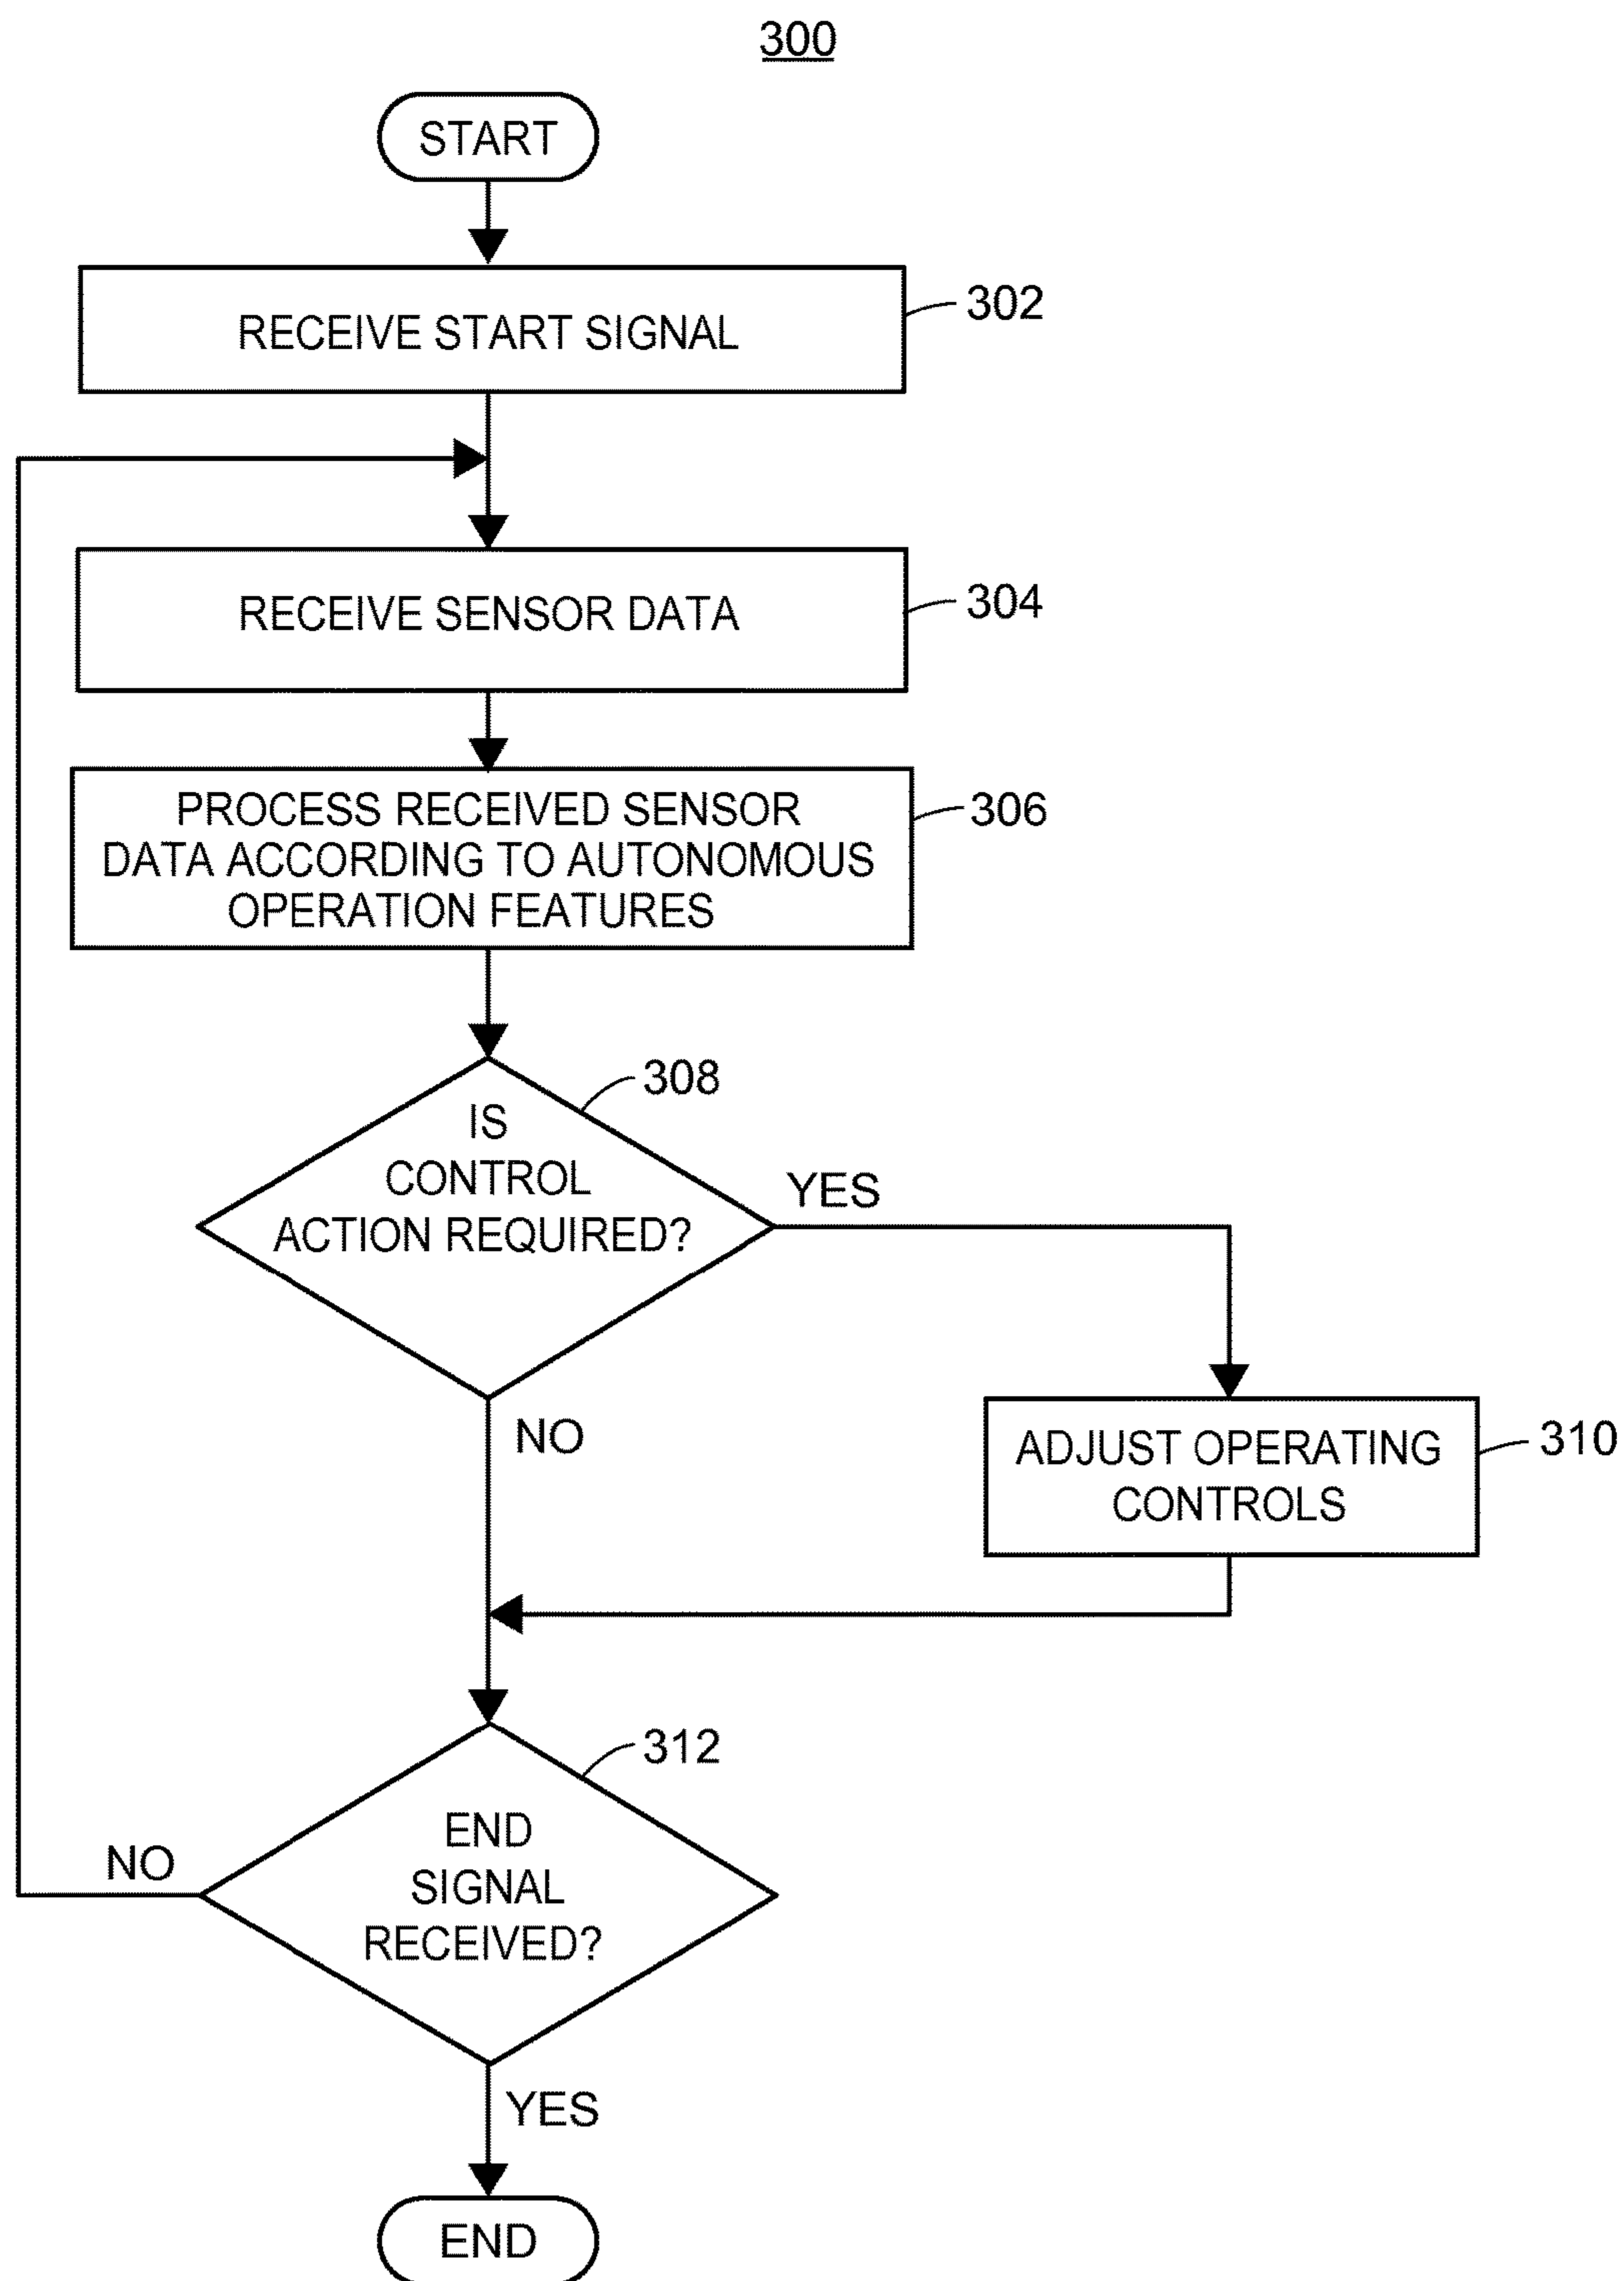 300
START
RECEIVE START SIGNAL
302
RECEIVE SENSOR DATA
304
PROCESS RECEIVED SENSOR
DATA ACCORDING TO AUTONOMOUS
OPERATION FEATURES
306
308
IS
CONTROL
ACTION REQUIRED?
YES
NO
ADJUST OPERATING
CONTROLS
310
312
END
SIGNAL
RECEIVED?
NO
YES
END